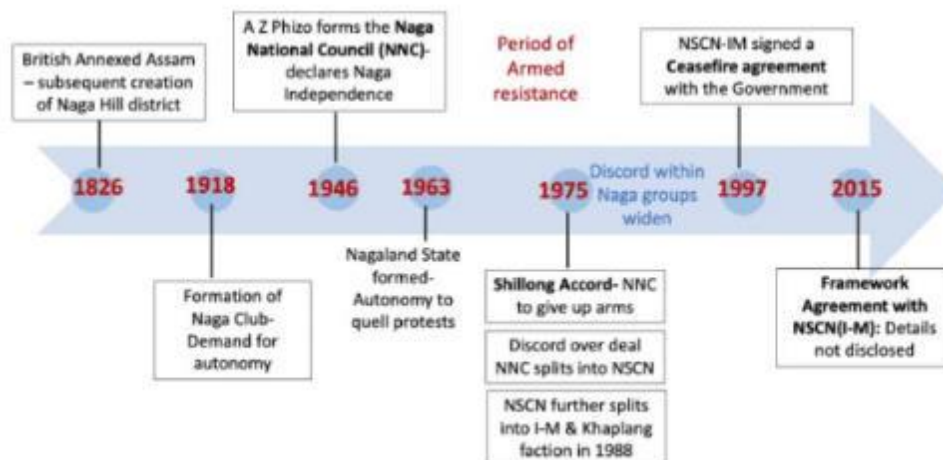 British Annexed Assam
– subsequent creation
of Naga Hill district
A Z Phizo forms the Naga
National Council (NNC)-
declares Naga
Independence
Period of
Armed
resistance
NSCN-IM signed a
Ceasefire agreement
with the Government
1826
1918
1946
1963
1975
Discord within
Naga groups
widen
1997
2015
Formation of
Naga Club-
Demand for
autonomy
Nagaland State
formed-
Autonomy to
quell protests
Shillong Accord- NNC
to give up arms
Discord over deal
NNC splits into NSCN
NSCN further splits
into I-M & Khaplang
faction in 1988
Framework
Agreement with
NSCN(I-M): Details
not disclosed